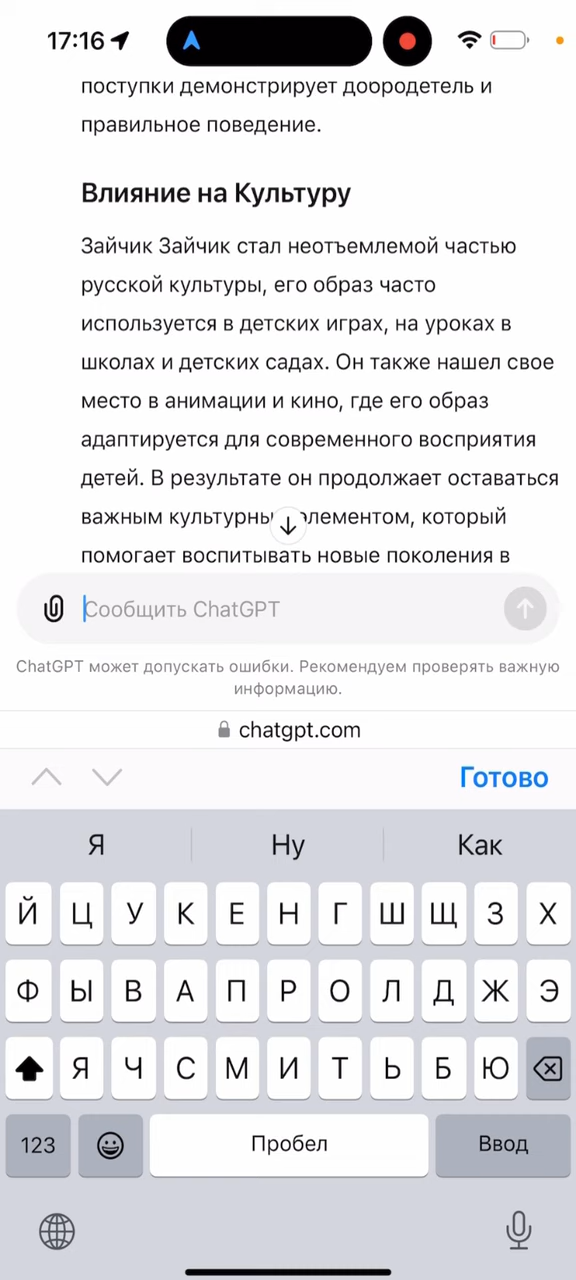 17:16
поступки демонстрирует добродетель и
правильное поведение.
Влияние на Культуру
Зайчик Зайчик стал неотъемлемой частью
русской культуры, его образ часто
используется в детских играх, на уроках в
школах и детских садах. Он также нашел свое
место в анимации и кино, где его образ
адаптируется для современного восприятия
детей. В результате он продолжает оставаться
важным культурным элементом, который
помогает воспитывать новые поколения в
Сообщить ChatGPT
ChatGPT может допускать ошибки. Рекомендуем проверять важную
информацию.
chatgpt.com
Готово
Я Ну Как
Й Ц У К Е Н Г Ш Щ З Х
Ф Ы В А П Р О Л Д Ж Э
Я Ч С М И Т Ь Б Ю
123 Пробел Ввод